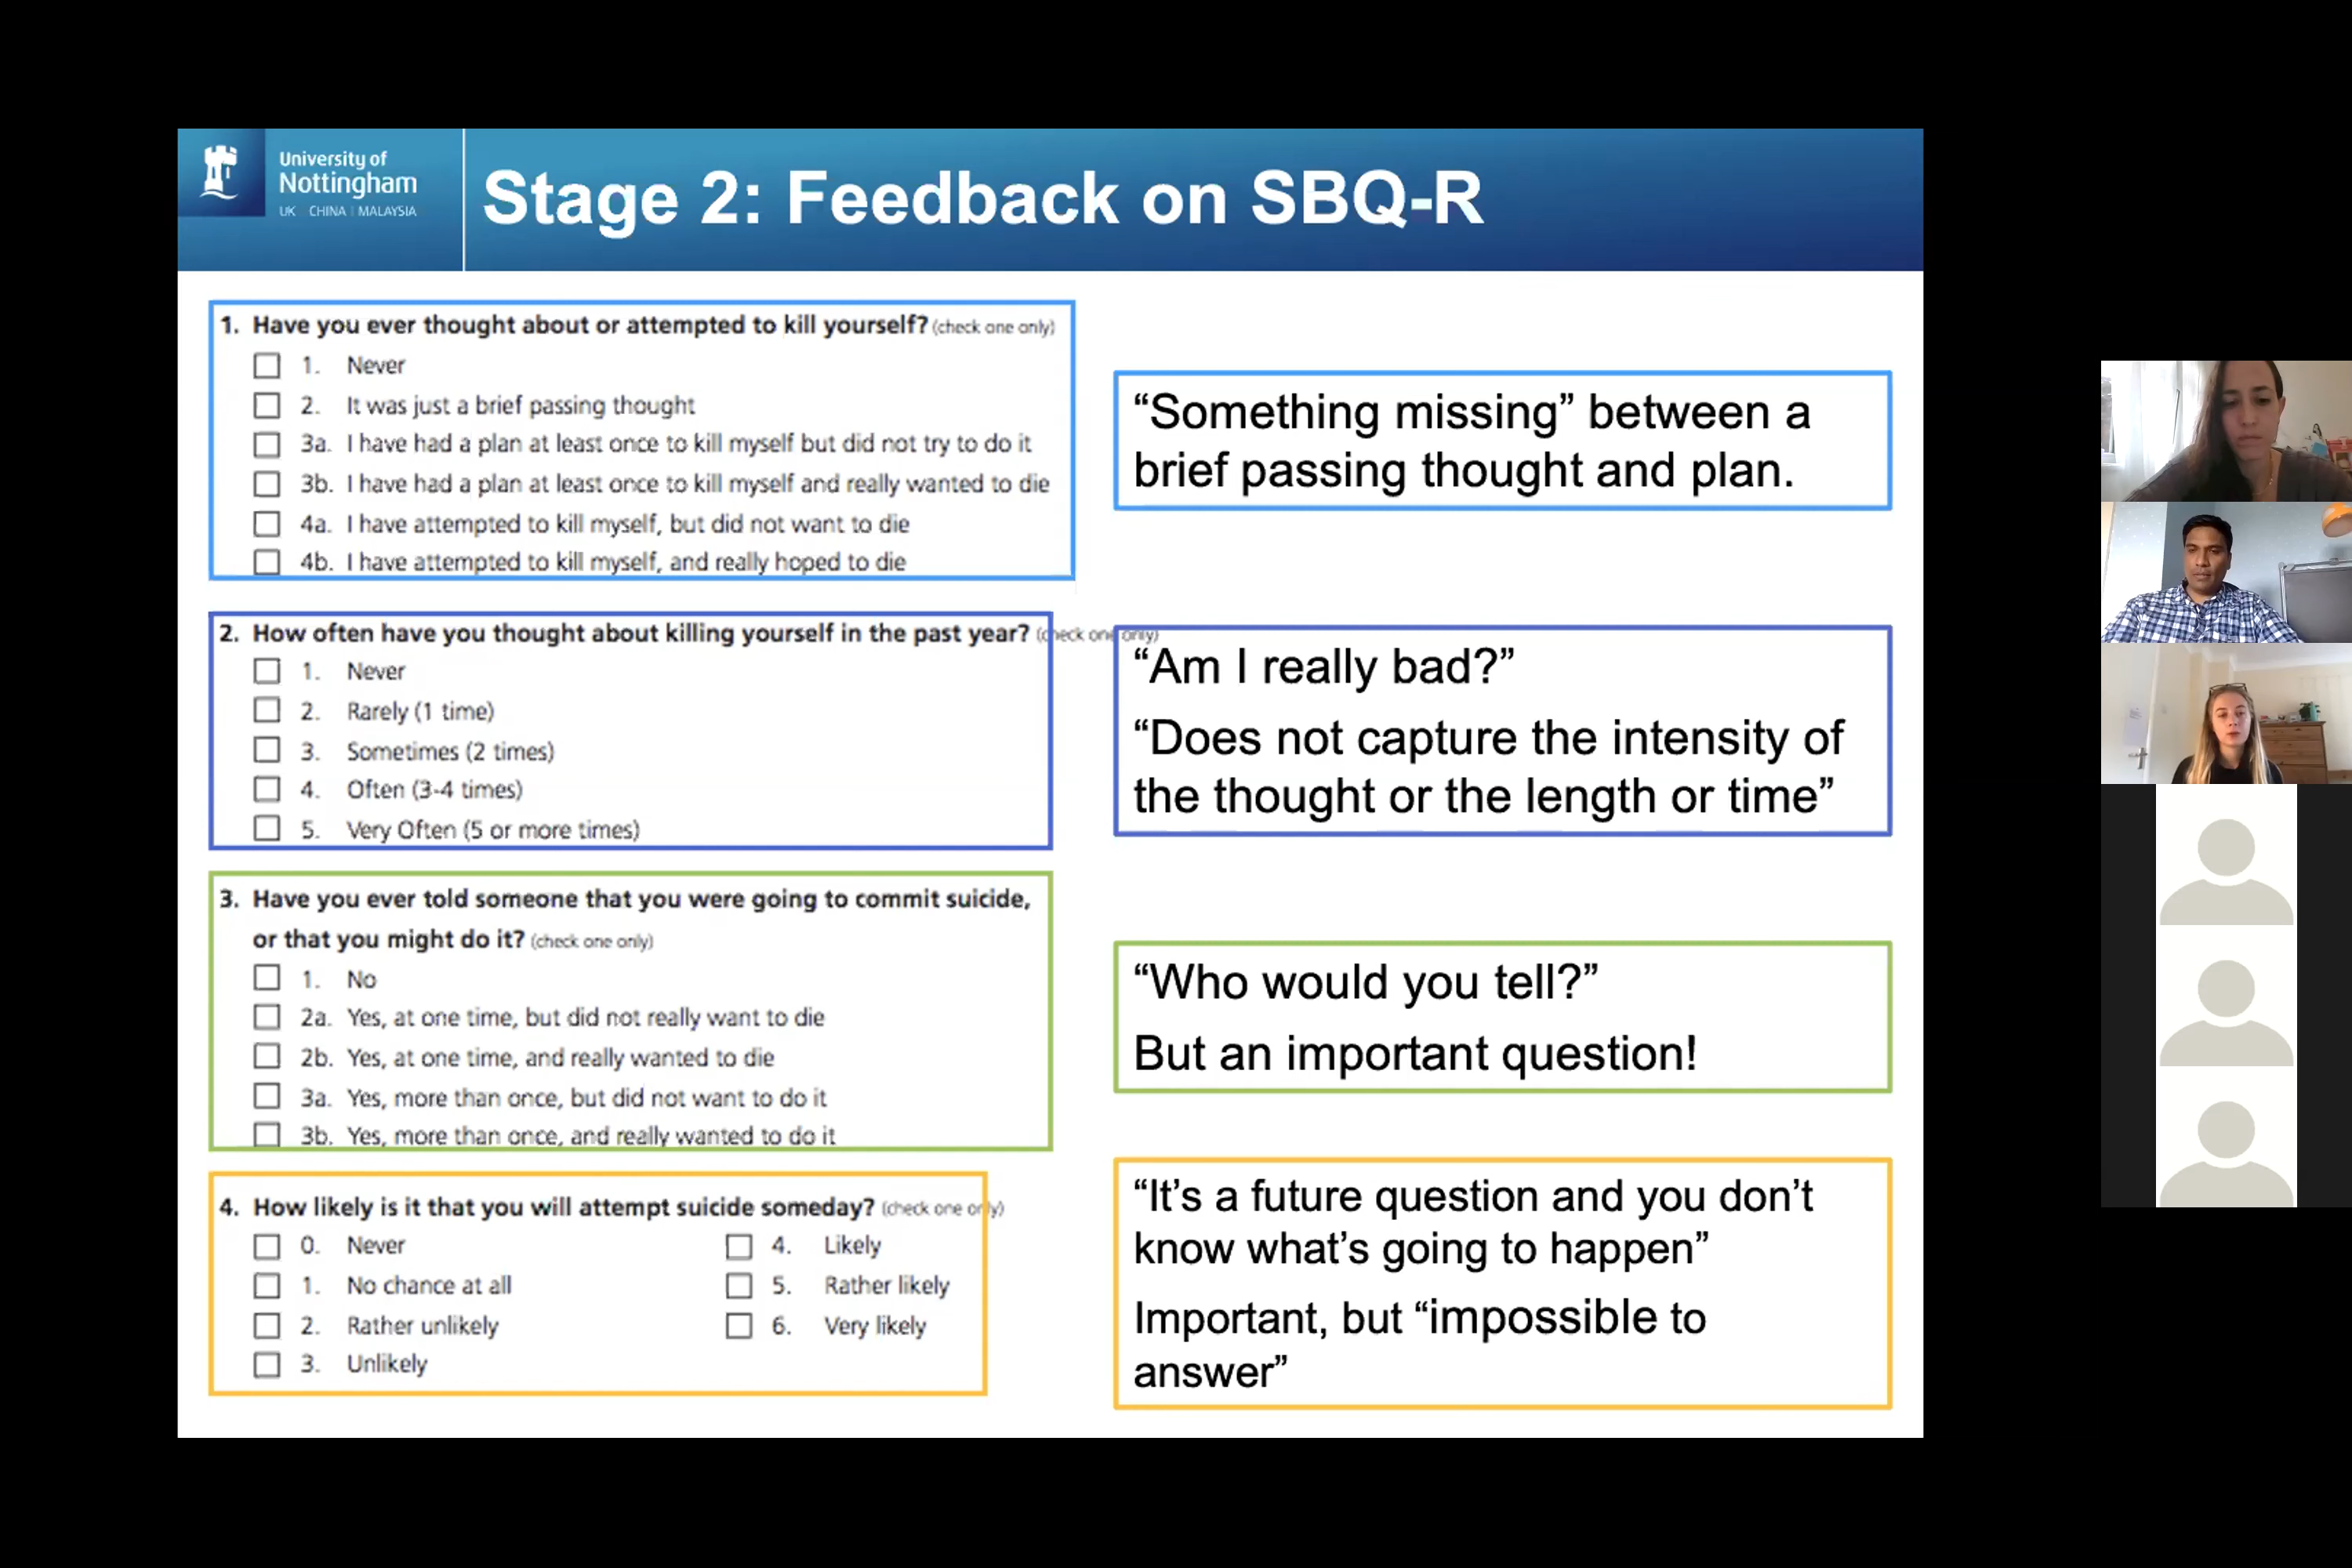 University of
Nottingham
UK | CHINA | MALAYSIA
Stage 2: Feedback on SBQ-R
1. Have you ever thought about or attempted to kill yourself? (check one only)
1. Never
2. It was just a brief passing thought
3a. I have had a plan at least once to kill myself but did not try to do it
3b. I have had a plan at least once to kill myself and really wanted to die
4a. I have attempted to kill myself, but did not want to die
4b. I have attempted to kill myself, and really hoped to die
“Something missing” between a
brief passing thought and plan.
2. How often have you thought about killing yourself in the past year? (check one only)
1. Never
2. Rarely (1 time)
3. Sometimes (2 times)
4. Often (3-4 times)
5. Very Often (5 or more times)
“Am I really bad?”
“Does not capture the intensity of
the thought or the length or time”
3. Have you ever told someone that you were going to commit suicide,
or that you might do it? (check one only)
1. No
2a. Yes, at one time, but did not really want to die
2b. Yes, at one time, and really wanted to die
3a. Yes, more than once, but did not want to do it
3b. Yes, more than once, and really wanted to do it
“Who would you tell?”
But an important question!
4. How likely is it that you will attempt suicide someday? (check one only)
0. Never
1. No chance at all
2. Rather unlikely
3. Unlikely
4. Likely
5. Rather likely
6. Very likely
“It’s a future question and you don’t
know what’s going to happen”
Important, but “impossible to
answer”